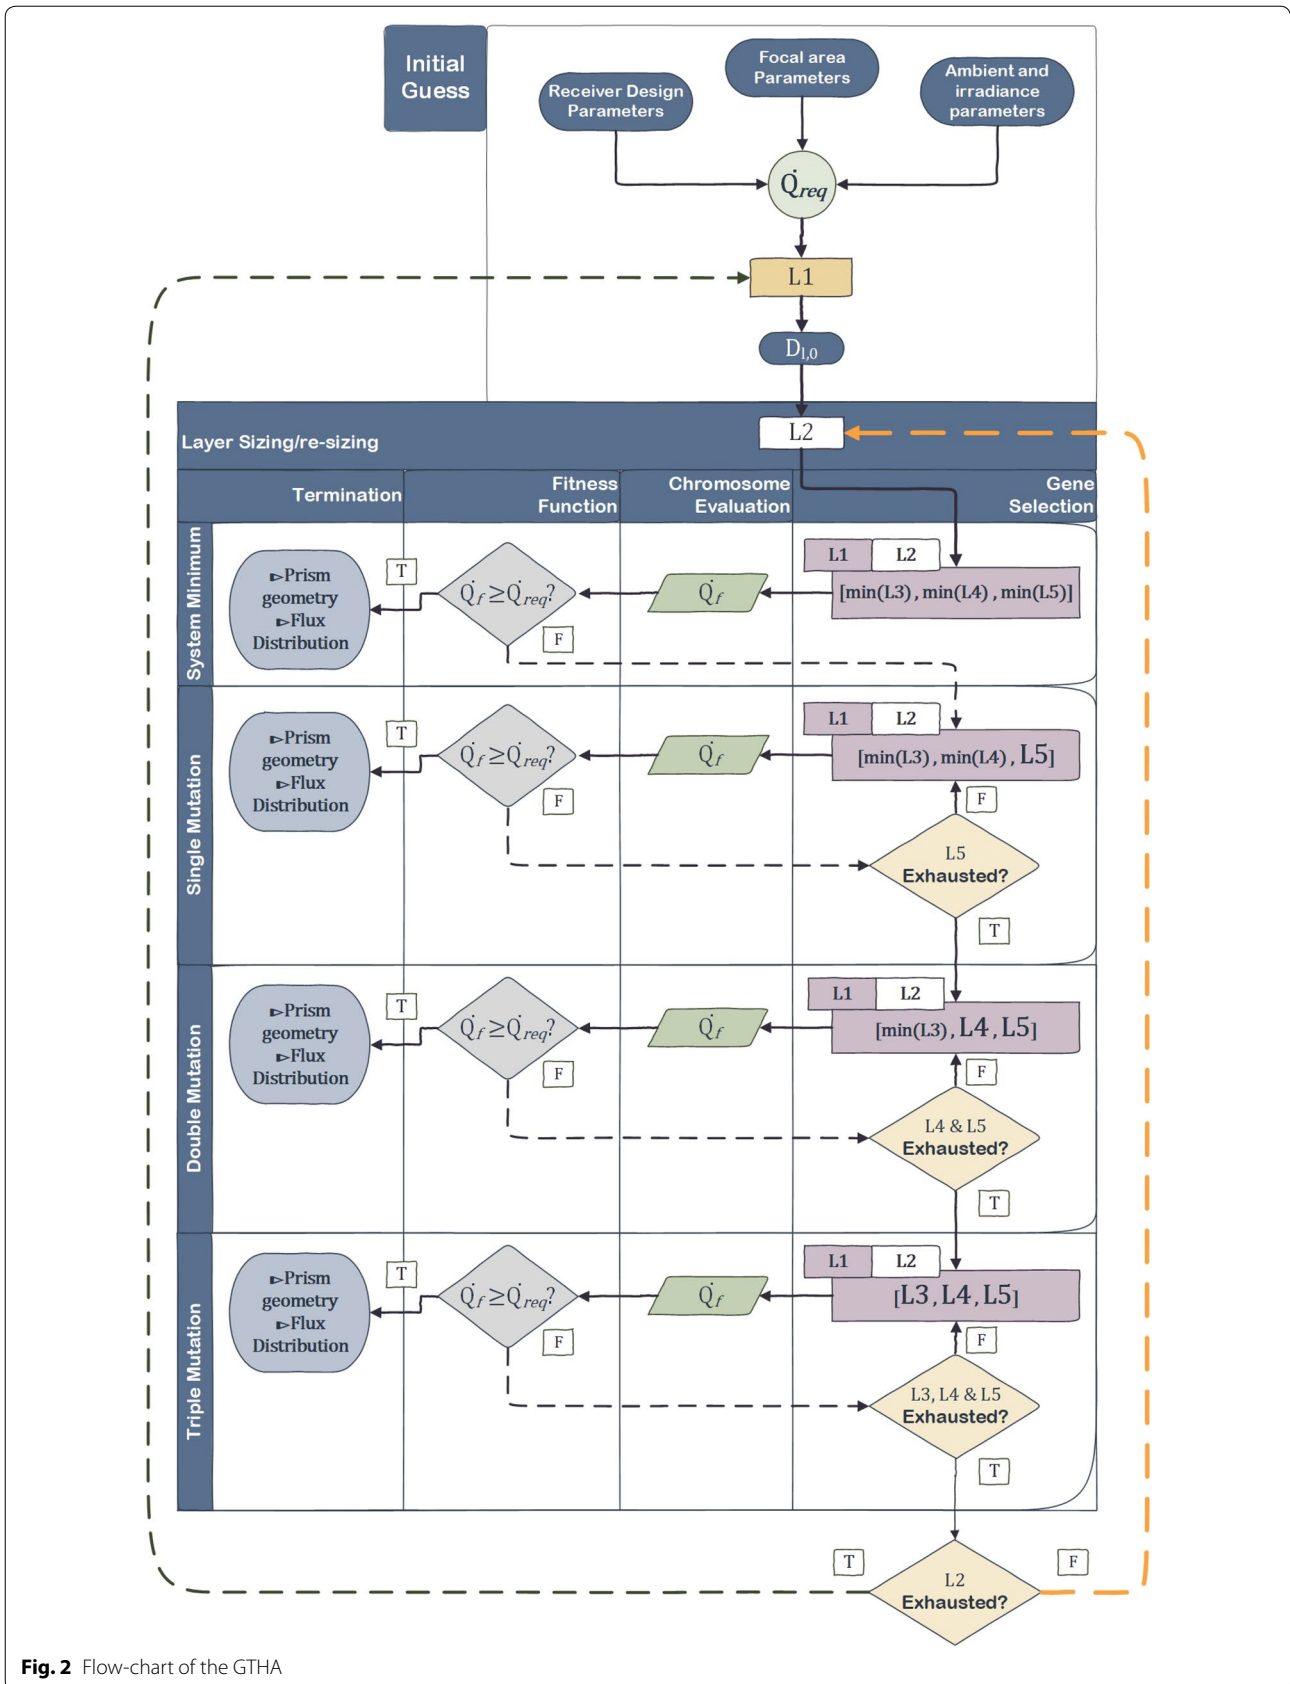 Initial
Guess
Focal area
Parameters
Receiver Design
Parameters
Ambient and
irradiance
parameters
Q̇req
L1
Dl,0
L2
Layer Sizing/re-sizing
Termination
Fitness
Function
Chromosome
Evaluation
Gene
Selection
System Minimum
▻Prism
geometry
▻Flux
Distribution
T
Q̇f ≥Q̇req?
F
Q̇f
L1 L2
[min(L3) , min(L4) , min(L5)]
Single Mutation
▻Prism
geometry
▻Flux
Distribution
T
Q̇f ≥Q̇req?
F
Q̇f
L1 L2
[min(L3) , min(L4) , L5]
F
L5
Exhausted?
T
Double Mutation
▻Prism
geometry
▻Flux
Distribution
T
Q̇f ≥Q̇req?
F
Q̇f
L1 L2
[min(L3) , L4 , L5]
F
L4 & L5
Exhausted?
T
Triple Mutation
▻Prism
geometry
▻Flux
Distribution
T
Q̇f ≥Q̇req?
F
Q̇f
L1 L2
[L3 , L4 , L5]
F
L3, L4 & L5
Exhausted?
T
T
L2
Exhausted?
F
Fig. 2 Flow-chart of the GTHA